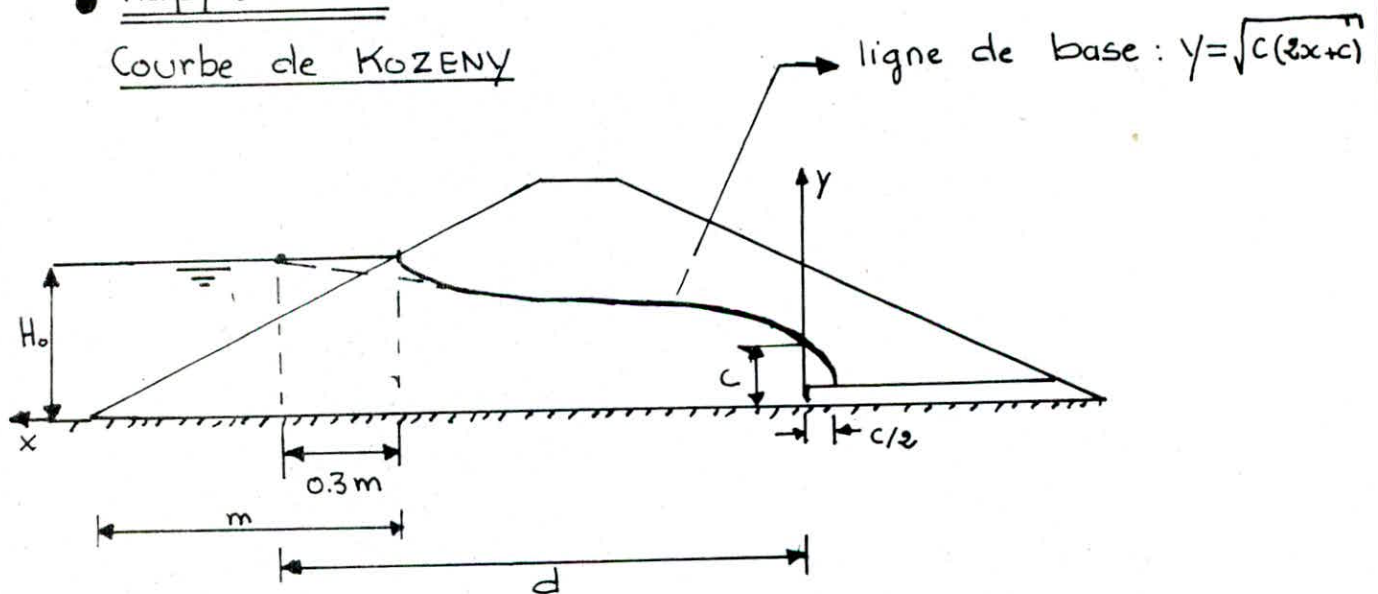 Courbe de KOZENY
ligne de base : y=√c(2x+c)
y
H₀
c
x
c/2
0.3m
m
d